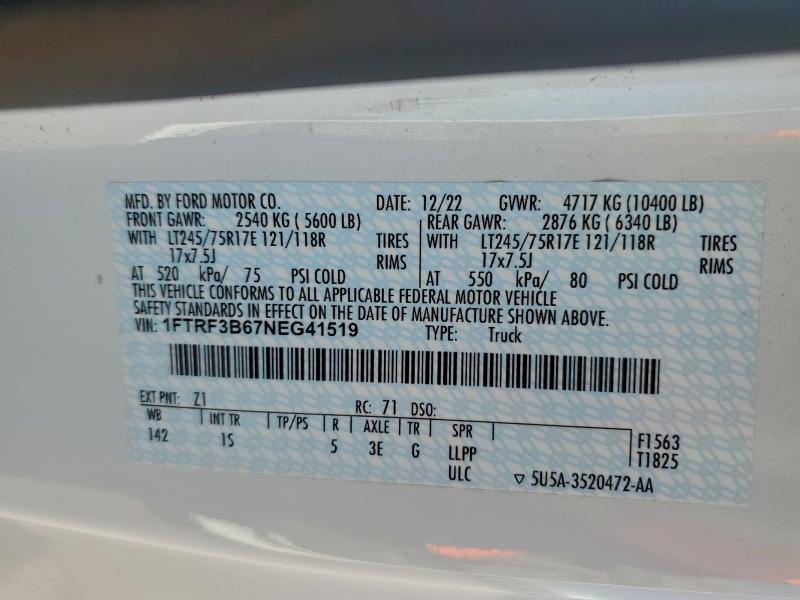 MFD. BY FORD MOTOR CO. DATE: 12/22 GVWR: 4717 KG (10400 LB)
FRONT GAWR: 2540 KG ( 5600 LB) REAR GAWR: 2876 KG ( 6340 LB)
WITH LT245/75R17E 121/118R TIRES WITH LT245/75R17E 121/118R TIRES
17x7.5J RIMS 17x7.5J RIMS
AT 520 kPa/ 75 PSI COLD AT 550 kPa/ 80 PSI COLD
THIS VEHICLE CONFORMS TO ALL APPLICABLE FEDERAL MOTOR VEHICLE
SAFETY STANDARDS IN EFFECT ON THE DATE OF MANUFACTURE SHOWN ABOVE.
VIN: 1FTRF3B67NEG41519 TYPE: Truck
EXT PNT: Z1 RC: 71 DSO:
WB INT TR TP/PS R AXLE TR SPR F1563
142 1S 5 3E G LLPP T1825
ULC ▽ 5U5A-3520472-AA